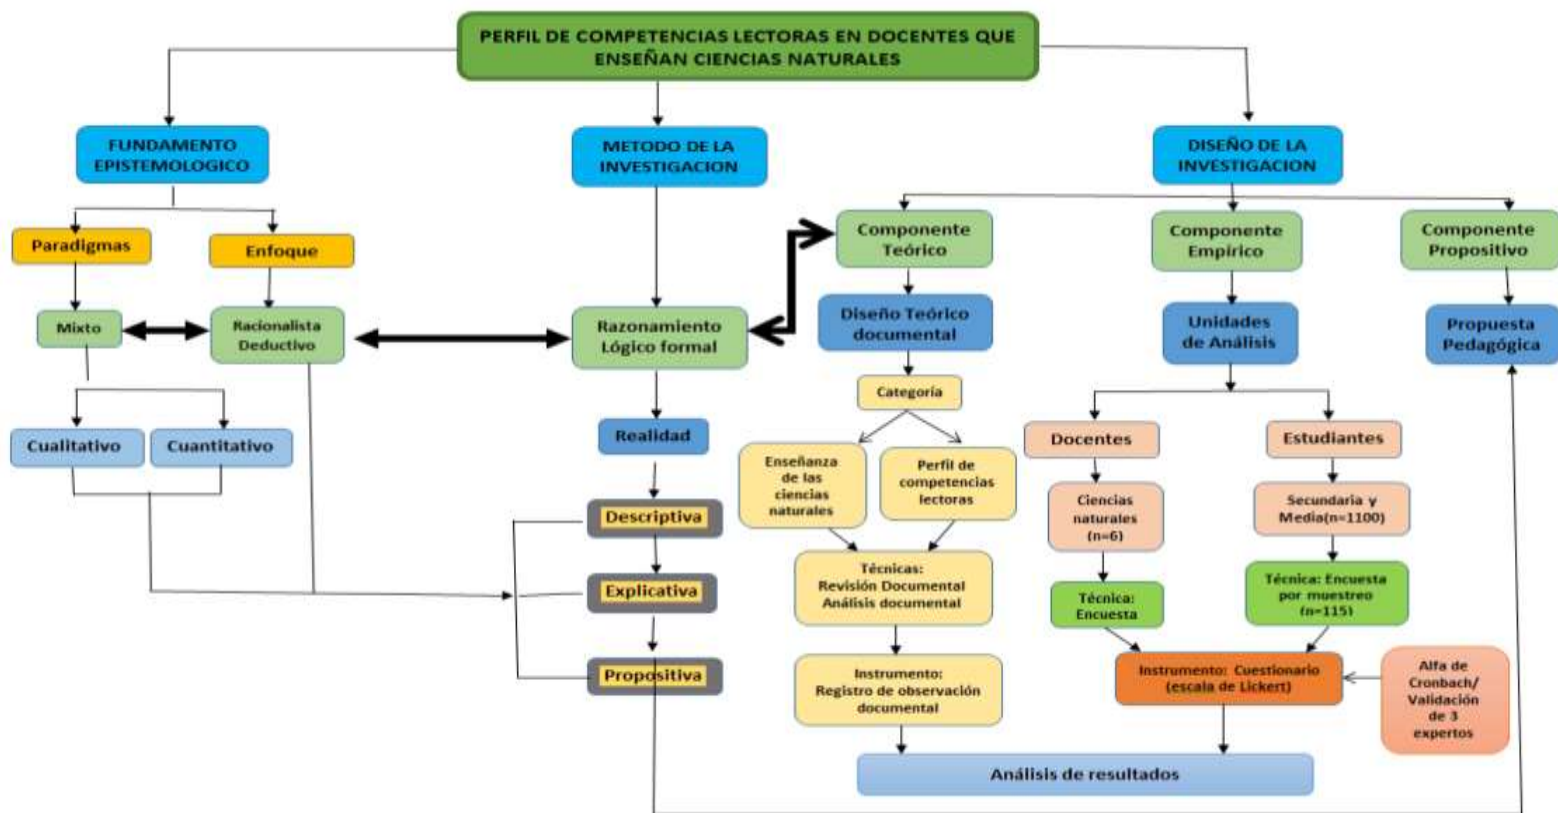 PERFIL DE COMPETENCIAS LECTORAS EN DOCENTES QUE
ENSEÑAN CIENCIAS NATURALES
FUNDAMENTO
EPISTEMOLOGICO
METODO DE LA
INVESTIGACION
DISEÑO DE LA
INVESTIGACION
Paradigmas
Enfoque
Componente
Teórico
Componente
Empírico
Componente
Propositivo
Mixto
Racionalista
Deductivo
Razonamiento
Lógico formal
Diseño Teórico
documental
Unidades
de Análisis
Propuesta
Pedagógica
Cualitativo
Cuantitativo
Realidad
Categoría
Docentes
Estudiantes
Enseñanza
de las
ciencias
naturales
Perfil de
competencias
lectoras
Ciencias
naturales
(n=6)
Secundaria y
Media(n=1100)
Descriptiva
Explicativa
Propositiva
Técnicas:
Revisión Documental
Análisis documental
Técnica:
Encuesta
Técnica: Encuesta
por muestreo
(n=115)
Instrumento:
Registro de observación
documental
Instrumento: Cuestionario
(escala de Lickert)
Alfa de
Cronbach/
Validación
de 3
expertos
Análisis de resultados